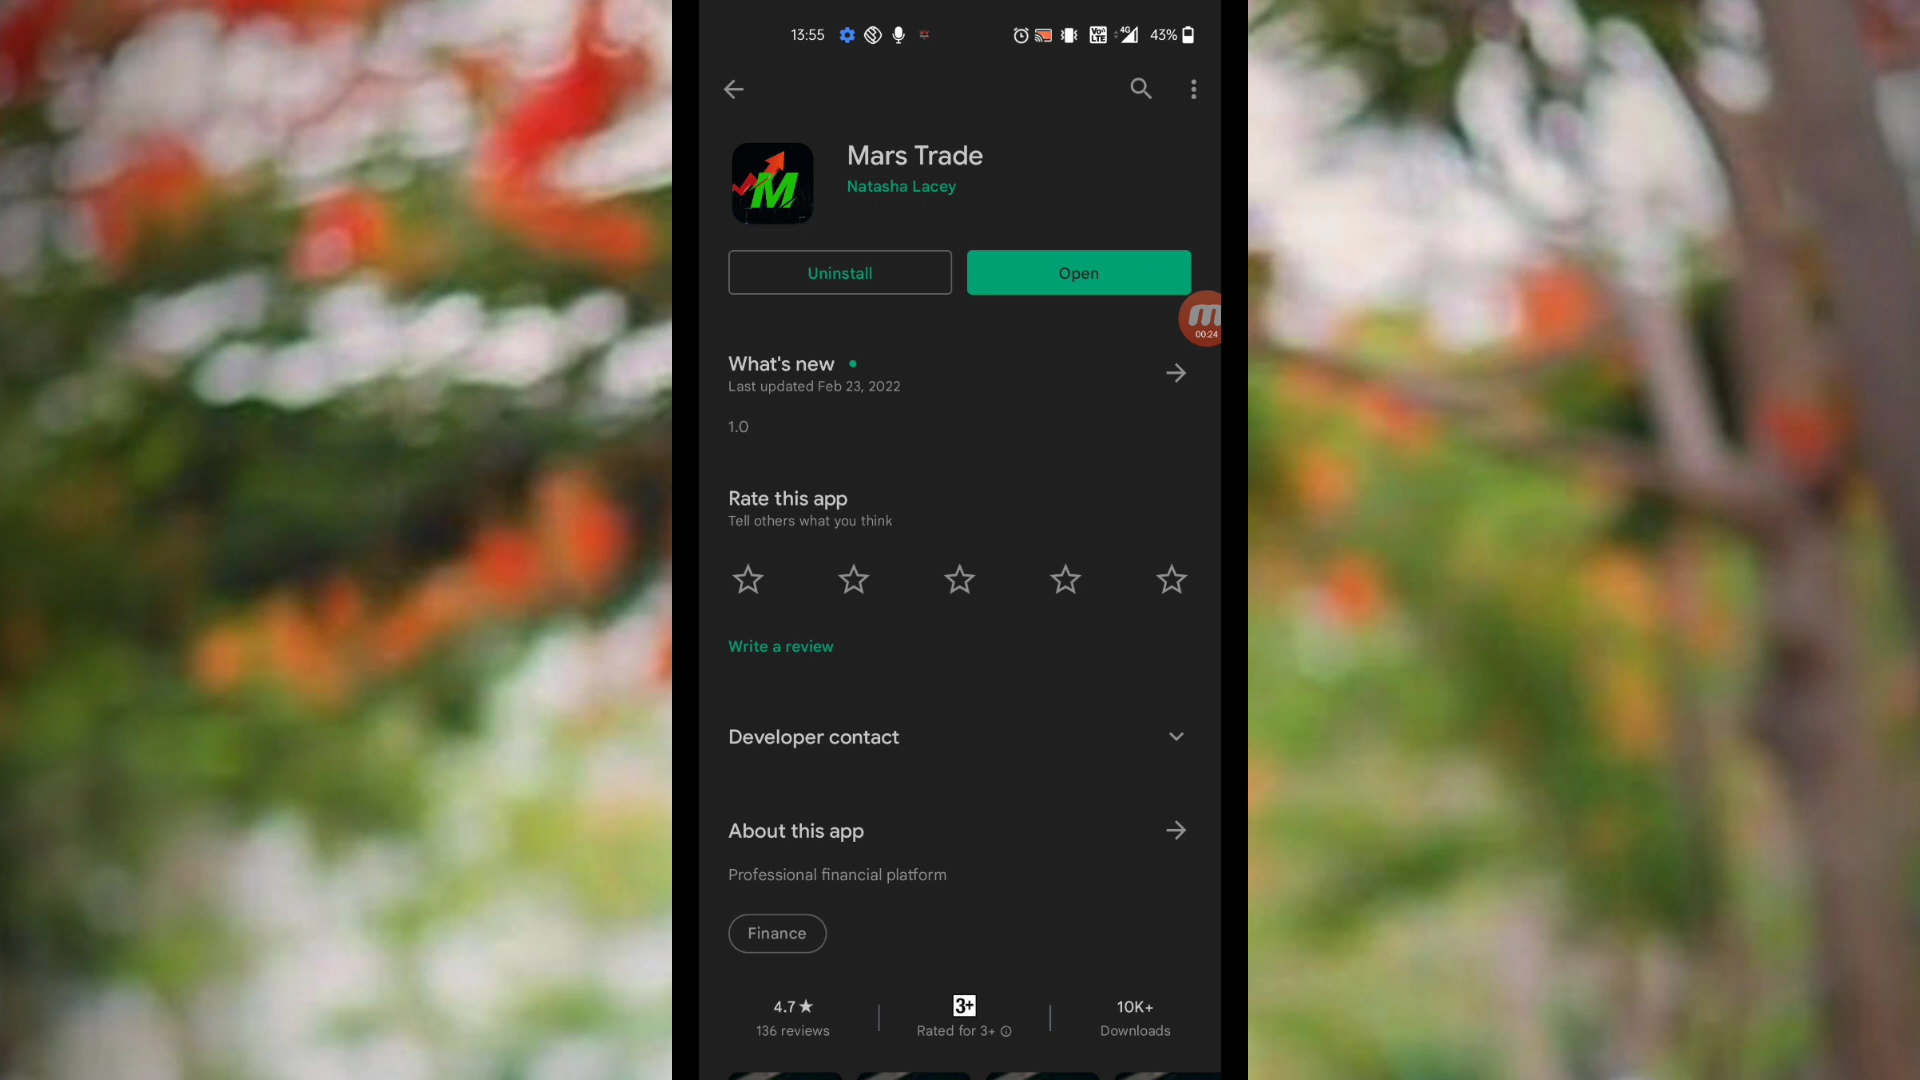 13:55
VoLTE
4G
43%
Mars Trade
Natasha Lacey
M
Uninstall
Open
00:24
What's new
Last updated Feb 23, 2022
1.0
Rate this app
Tell others what you think
Write a review
Developer contact
About this app
Professional financial platform
Finance
4.7★
3+
10K+
136 reviews
Rated for 3+
Downloads